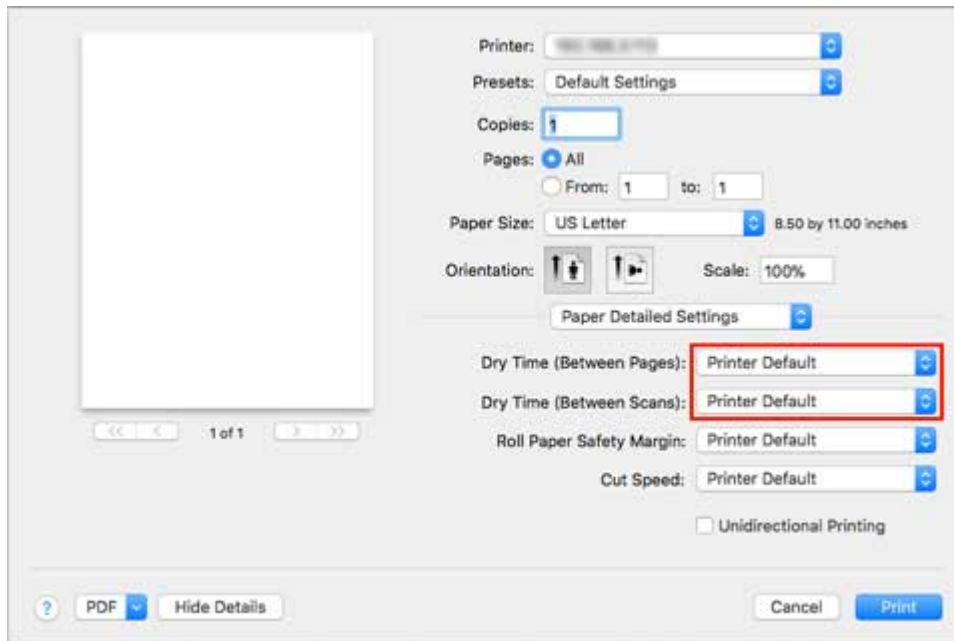 Printer:
Presets: Default Settings
Copies: 1
Pages: All
From: 1 to: 1
Paper Size: US Letter 8.50 by 11.00 inches
Orientation: Scale: 100%
Paper Detailed Settings
Dry Time (Between Pages): Printer Default
Dry Time (Between Scans): Printer Default
1 of 1
Roll Paper Safety Margin: Printer Default
Cut Speed: Printer Default
Unidirectional Printing
? PDF Hide Details Cancel Print